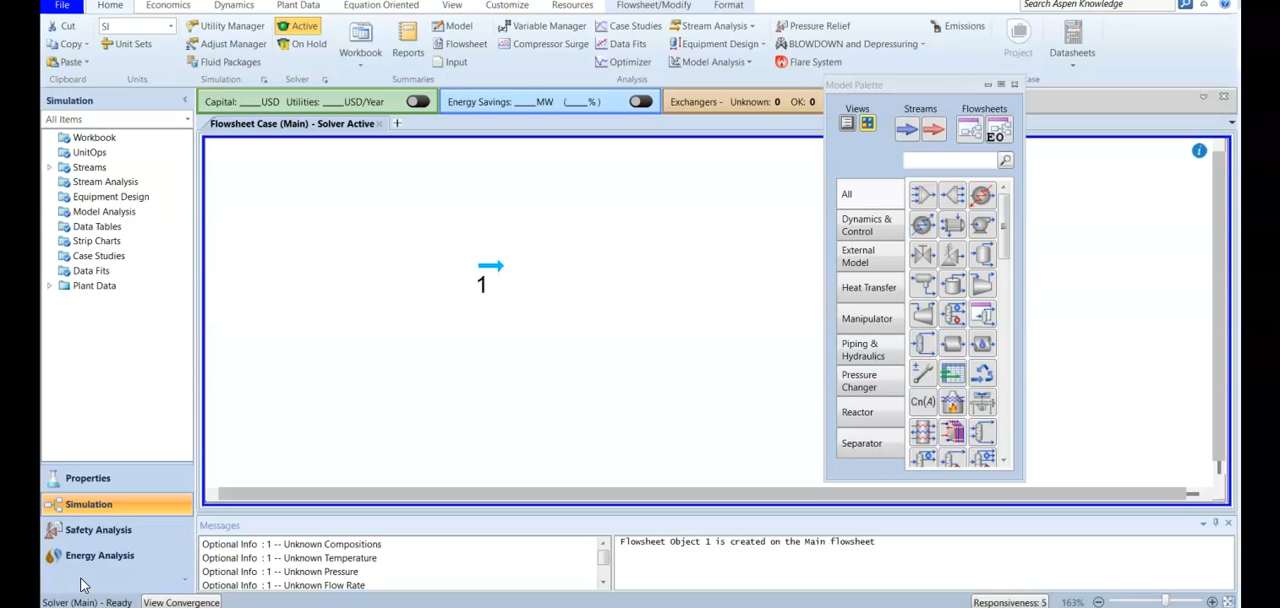 File Home Economics Dynamics Plant Data Equation Oriented View Customize Resources Flowsheet/Modify Format Search Aspen Knowledge
Cut SI Utility Manager Active Model Variable Manager Case Studies Stream Analysis Pressure Relief Emissions
Copy Unit Sets Adjust Manager On Hold Workbook Reports Flowsheet Compressor Surge Data Fits Equipment Design BLOWDOWN and Depressuring Project Datasheets
Paste Fluid Packages Input Optimizer Model Analysis Flare System
Clipboard Units Simulation Solver Summaries Analysis
Simulation Capital: ____USD Utilities: ____USD/Year Energy Savings: ____MW (____%) Exchangers - Unknown: 0 OK: 0
All Items
Flowsheet Case (Main) - Solver Active
Workbook
UnitOps
Streams
Stream Analysis
Equipment Design
Model Analysis
Data Tables
Strip Charts
Case Studies
Data Fits
Plant Data
1
Model Palette
Views Streams Flowsheets
EO
All
Dynamics &
Control
External
Model
Heat Transfer
Manipulator
Piping &
Hydraulics
Pressure
Changer
Cn(A)
Reactor
Separator
Properties
Simulation
Safety Analysis
Energy Analysis
Messages
Optional Info : 1 -- Unknown Compositions
Optional Info : 1 -- Unknown Temperature
Optional Info : 1 -- Unknown Pressure
Optional Info : 1 -- Unknown Flow Rate
Flowsheet Object 1 is created on the Main flowsheet
Solver (Main) - Ready View Convergence Responsiveness: 5 163%